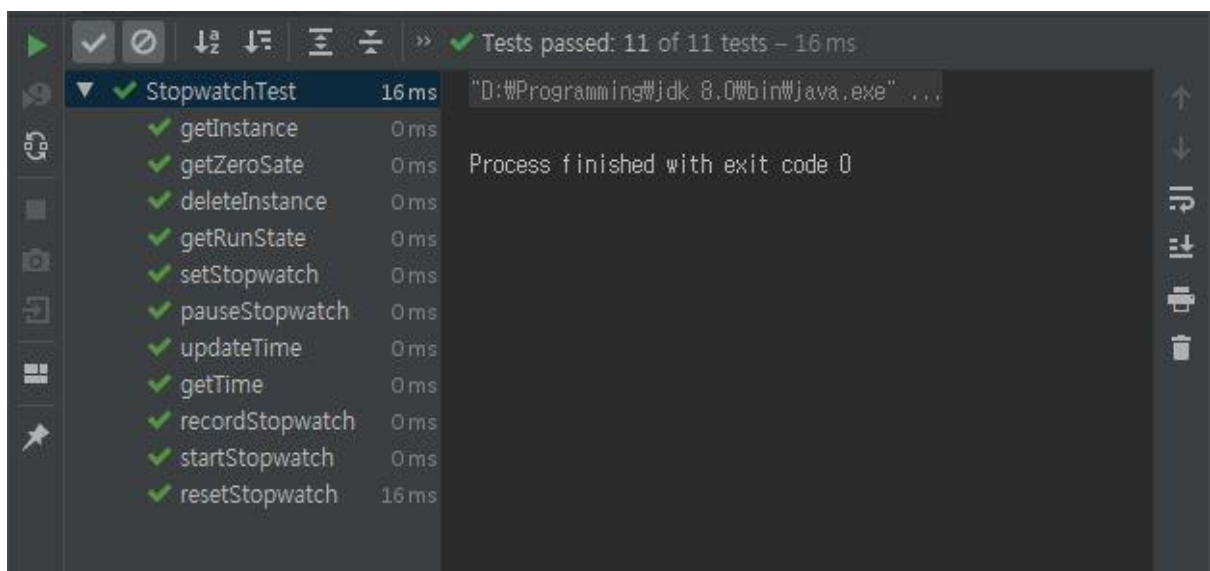 Tests passed: 11 of 11 tests – 16 ms
StopwatchTest 16 ms
getInstance 0 ms
getZeroSate 0 ms
deleteInstance 0 ms
getRunState 0 ms
setStopwatch 0 ms
pauseStopwatch 0 ms
updateTime 0 ms
getTime 0 ms
recordStopwatch 0 ms
startStopwatch 0 ms
resetStopwatch 16 ms
"D:₩Programming₩jdk 8.0₩bin₩java.exe" ...
Process finished with exit code 0